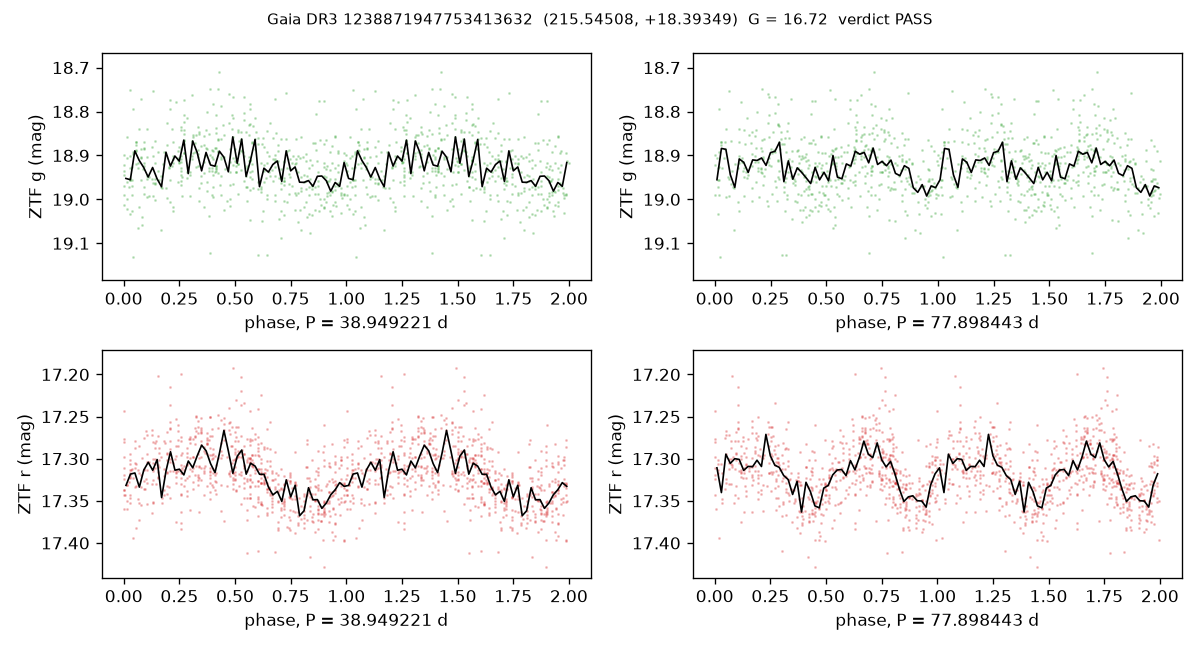 Gaia DR3 1238871947753413632  (215.54508, +18.39349)  G = 16.72  verdict PASS
18.7
18.8
18.9
19.0
19.1
ZTF g (mag)
0.00 0.25 0.50 0.75 1.00 1.25 1.50 1.75 2.00
phase, P = 38.949221 d
18.7
18.8
18.9
19.0
19.1
ZTF g (mag)
0.00 0.25 0.50 0.75 1.00 1.25 1.50 1.75 2.00
phase, P = 77.898443 d
17.20
17.25
17.30
17.35
17.40
ZTF r (mag)
0.00 0.25 0.50 0.75 1.00 1.25 1.50 1.75 2.00
phase, P = 38.949221 d
17.20
17.25
17.30
17.35
17.40
ZTF r (mag)
0.00 0.25 0.50 0.75 1.00 1.25 1.50 1.75 2.00
phase, P = 77.898443 d